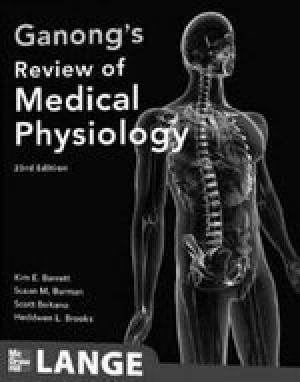 Ganong's
Review of
Medical
Physiology
23rd Edition
Kim E. Barrett
Susan M. Barman
Scott Boitano
Heddwen L. Brooks
Mc
Graw
Hill
LANGE